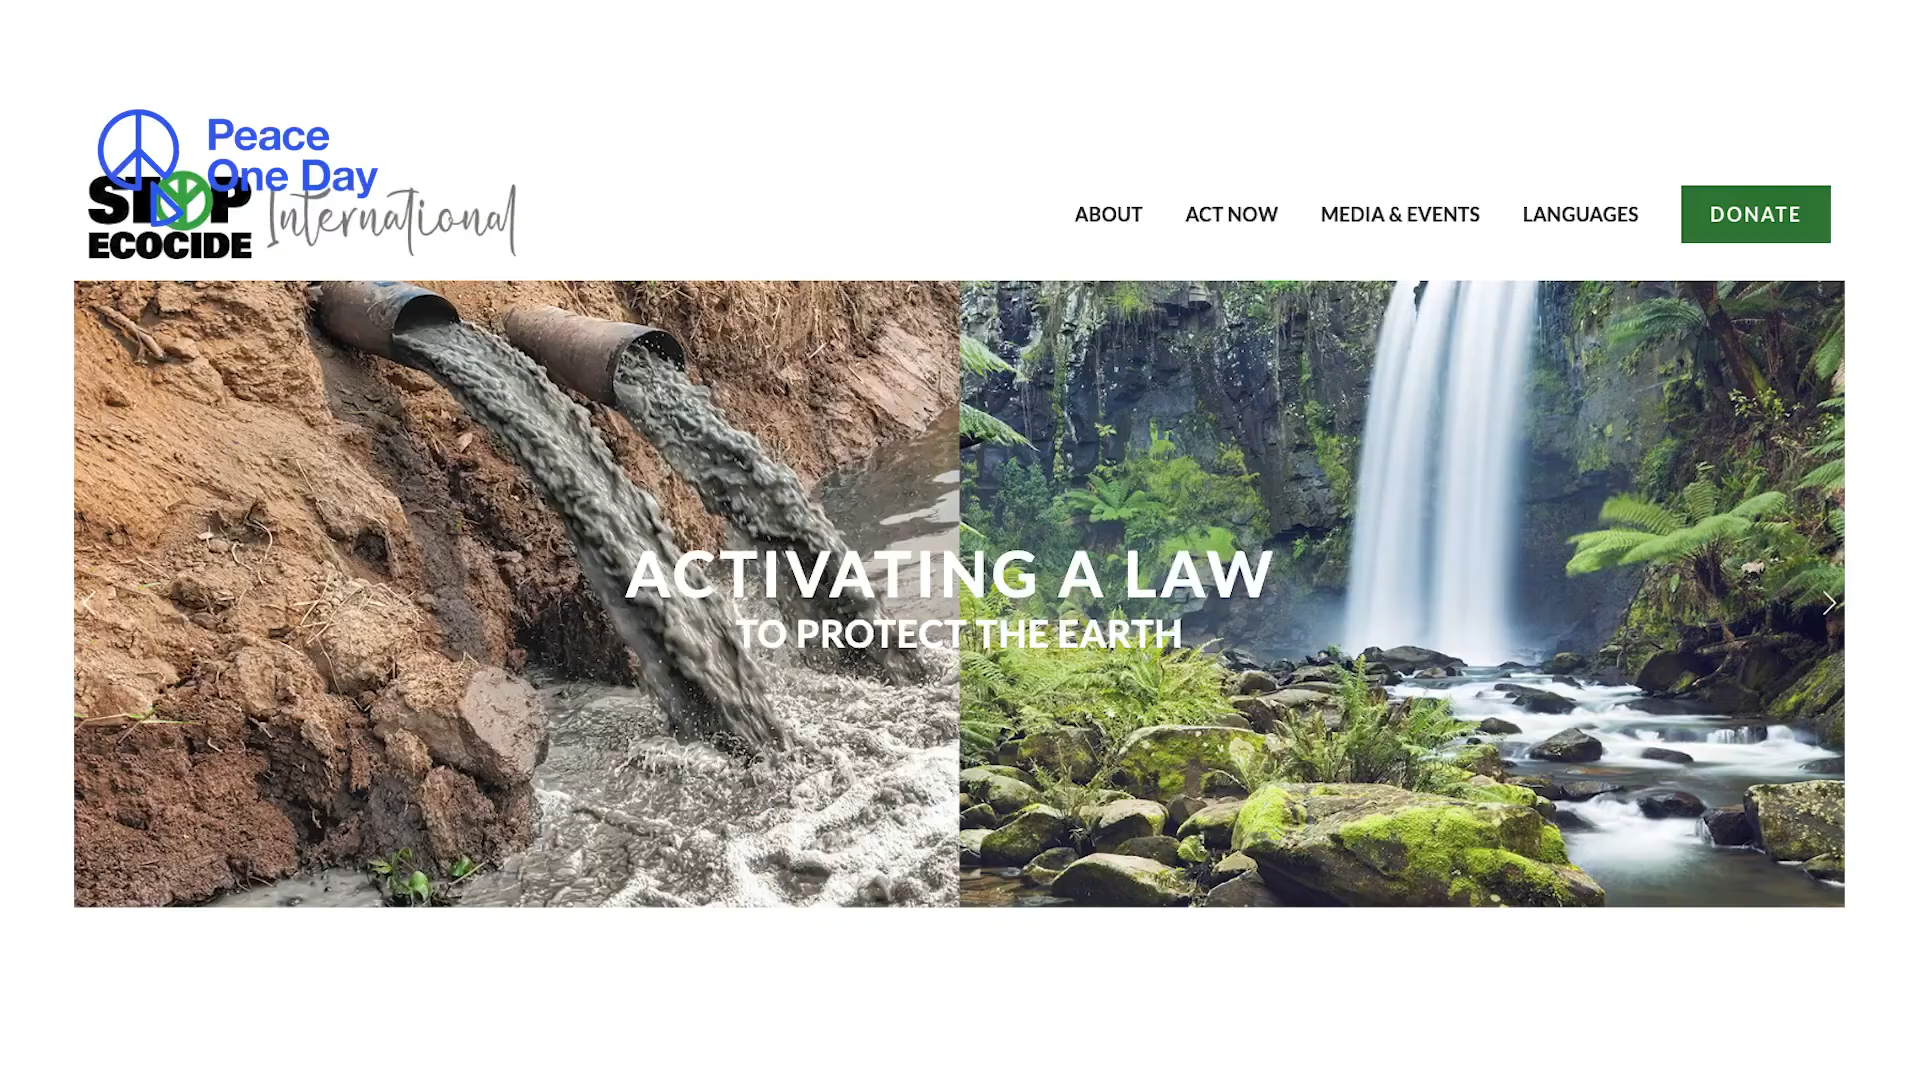 Peace
One Day
STOP
ECOCIDE
International
ABOUT
ACT NOW
MEDIA & EVENTS
LANGUAGES
DONATE
ACTIVATING A LAW
TO PROTECT THE EARTH